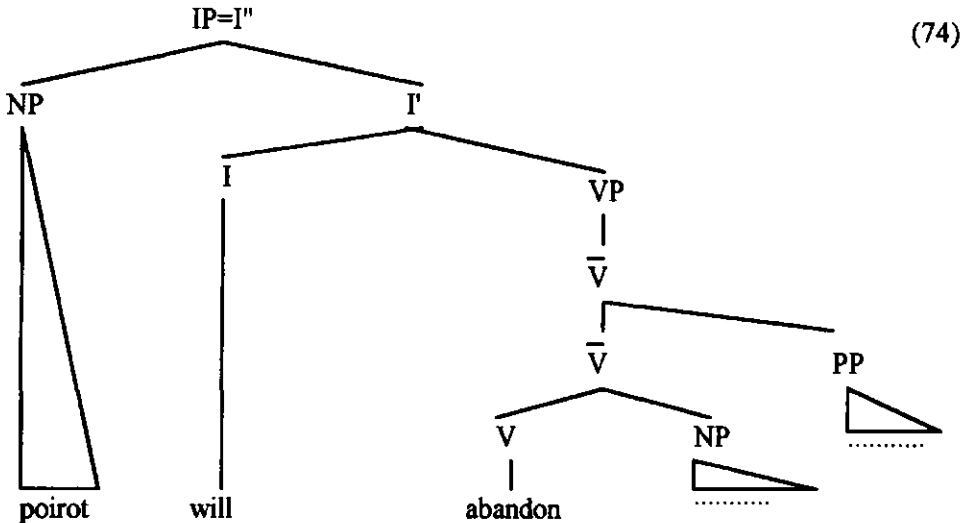 IP=I"
(74)
NP I'
I VP
V̅
V̅ PP
V NP
...............
poirot will abandon ...............